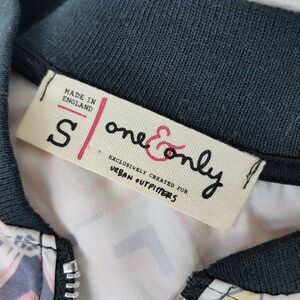 MADE IN
ENGLAND
S
one & only
EXCLUSIVELY CREATED FOR
URBAN OUTFITTERS